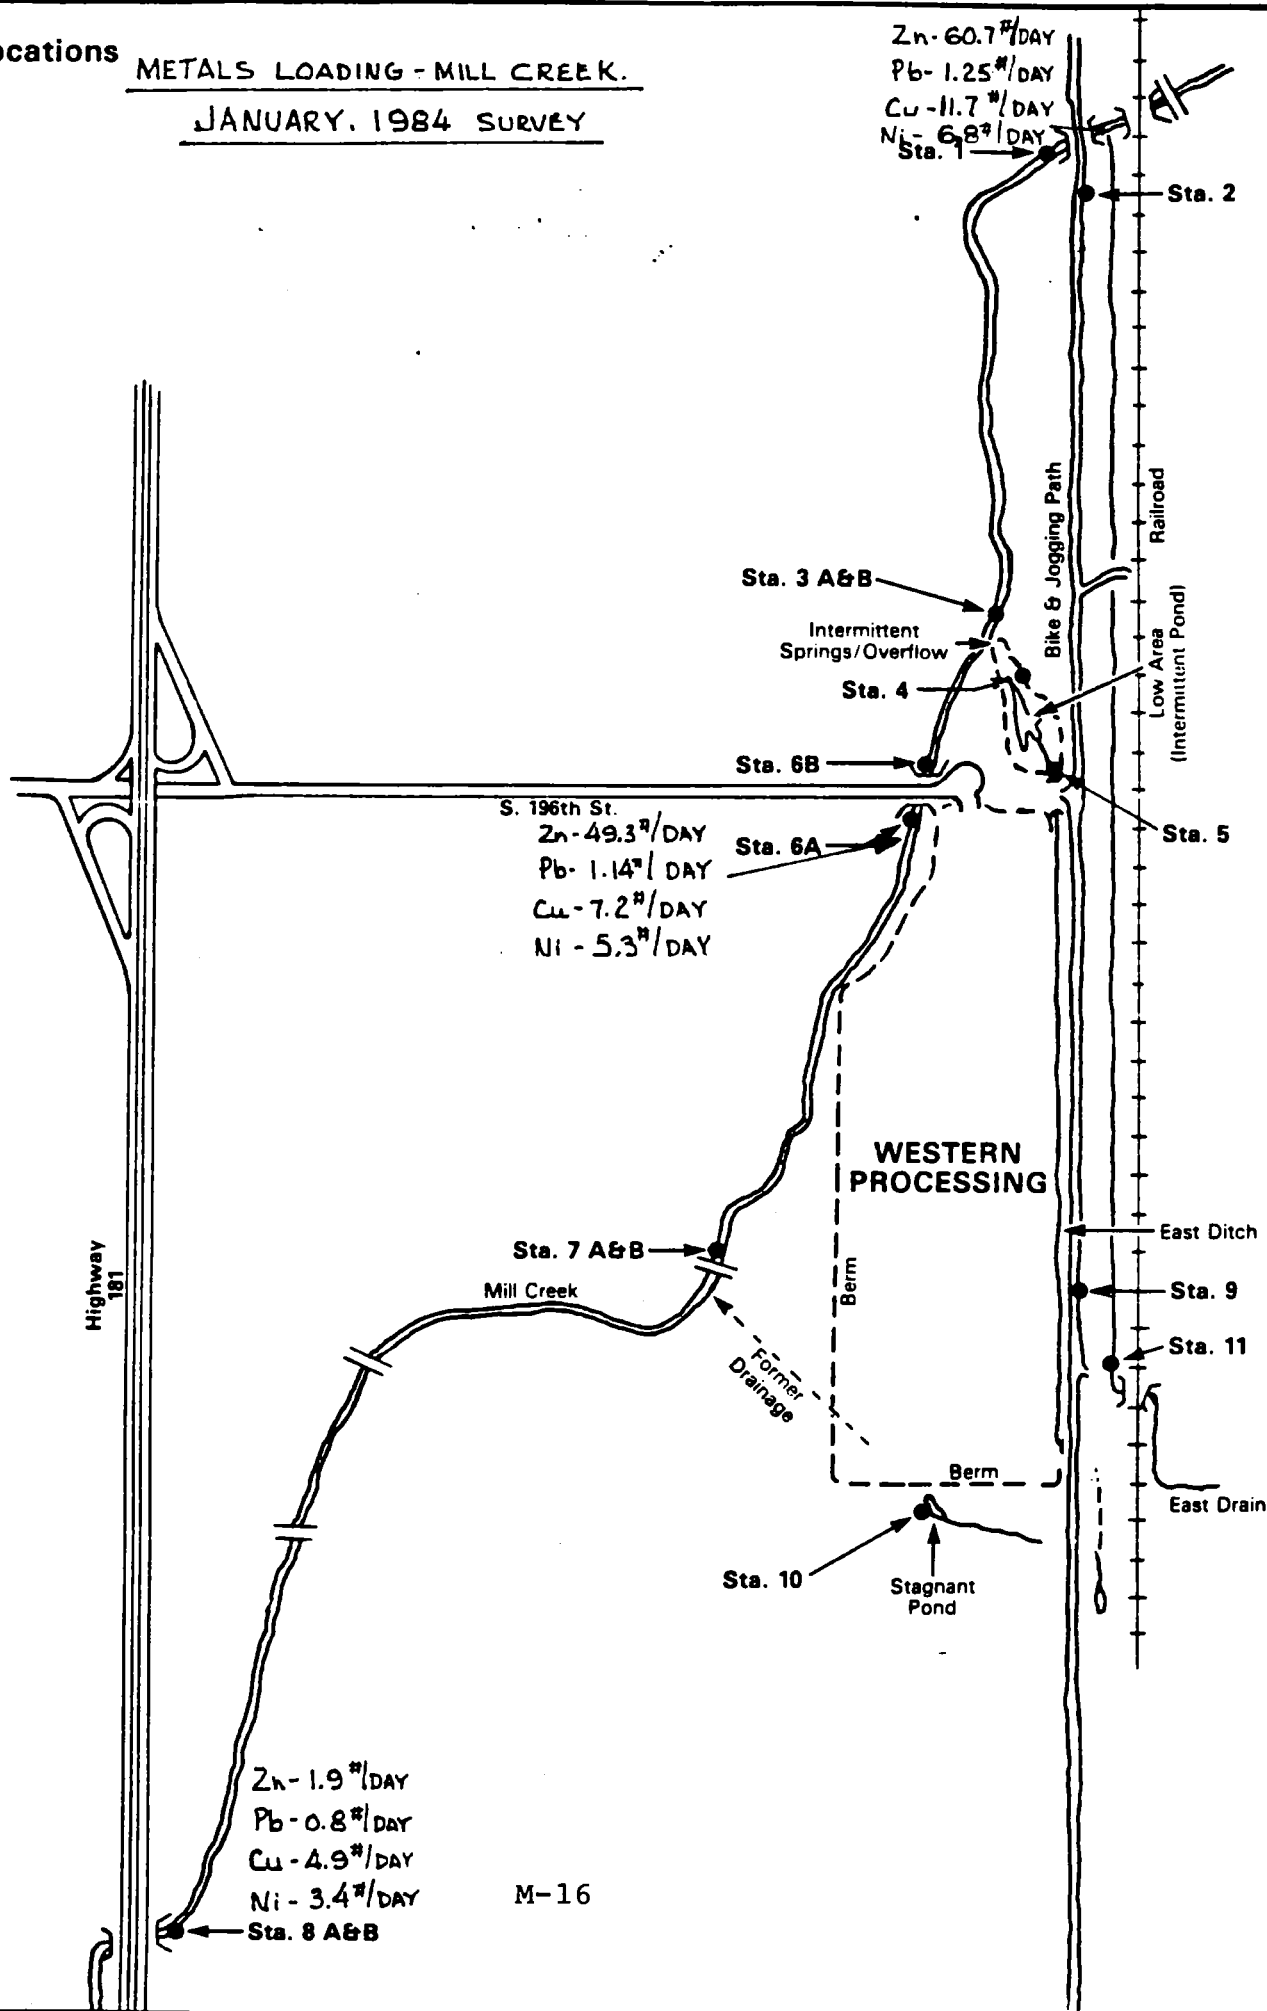 ocations
METALS LOADING - MILL CREEK.
JANUARY. 1984 SURVEY
Zn- 60.7#/DAY
Pb- 1.25#/DAY
Cu -11.7#/DAY
Ni- 6.8#/DAY
Sta. 1
Sta. 2
Bike & Jogging Path
Railroad
Sta. 3 A&B
Intermittent
Springs/Overflow
Low Area
(Intermittent Pond)
Sta. 4
Sta. 6B
S. 196th St.
Zn-49.3#/DAY
Pb- 1.14#/DAY
Cu-7.2#/DAY
Ni - 5.3#/DAY
Sta. 6A
Sta. 5
WESTERN
PROCESSING
East Ditch
Sta. 7 A&B
Mill Creek
Highway
181
Berm
Sta. 9
Sta. 11
Former
Drainage
Berm
East Drain
Sta. 10
Stagnant
Pond
Zn-1.9#/DAY
Pb-0.8#/DAY
Cu-4.9#/DAY
Ni - 3.4#/DAY
M-16
Sta. 8 A&B